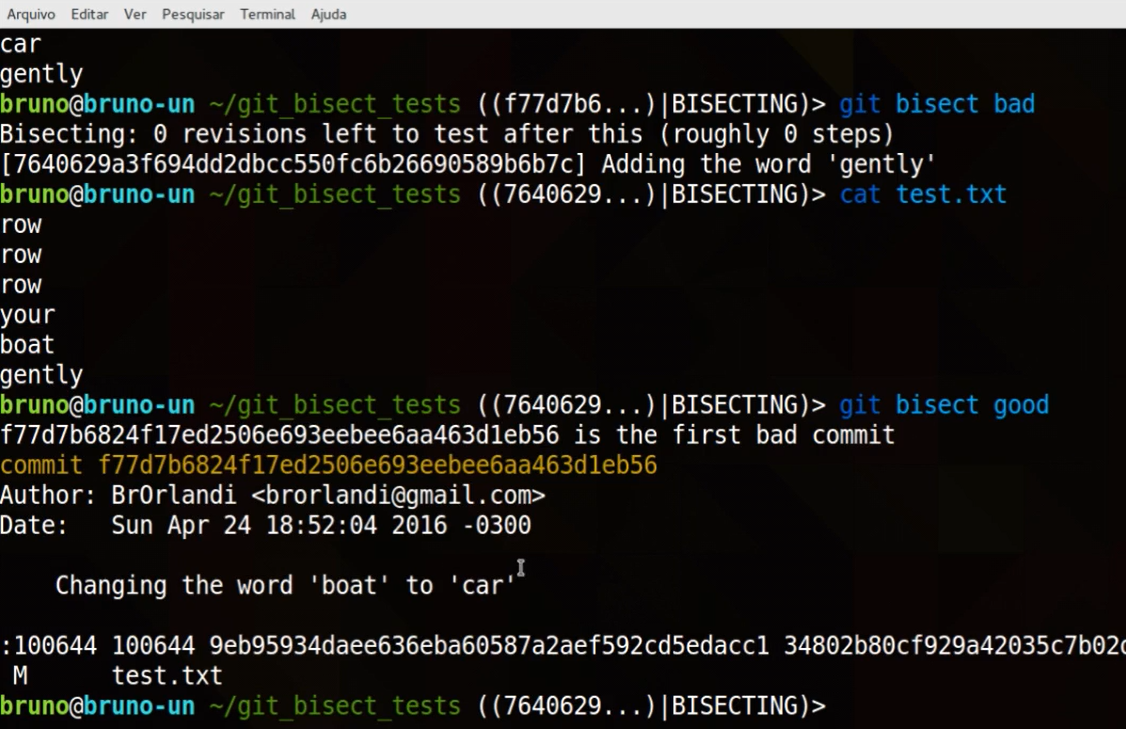 Arquivo Editar Ver Pesquisar Terminal Ajuda
car
gently
bruno@bruno-un ~/git_bisect_tests ((f77d7b6...)|BISECTING)> git bisect bad
Bisecting: 0 revisions left to test after this (roughly 0 steps)
[7640629a3f694dd2dbcc550fc6b26690589b6b7c] Adding the word 'gently'
bruno@bruno-un ~/git_bisect_tests ((7640629...)|BISECTING)> cat test.txt
row
row
row
your
boat
gently
bruno@bruno-un ~/git_bisect_tests ((7640629...)|BISECTING)> git bisect good
f77d7b6824f17ed2506e693eebee6aa463d1eb56 is the first bad commit
commit f77d7b6824f17ed2506e693eebee6aa463d1eb56
Author: BrOrlandi <brorlandi@gmail.com>
Date:   Sun Apr 24 18:52:04 2016 -0300
    Changing the word 'boat' to 'car'
:100644 100644 9eb95934daee636eba60587a2aef592cd5edacc1 34802b80cf929a42035c7b02
 M      test.txt
bruno@bruno-un ~/git_bisect_tests ((7640629...)|BISECTING)>